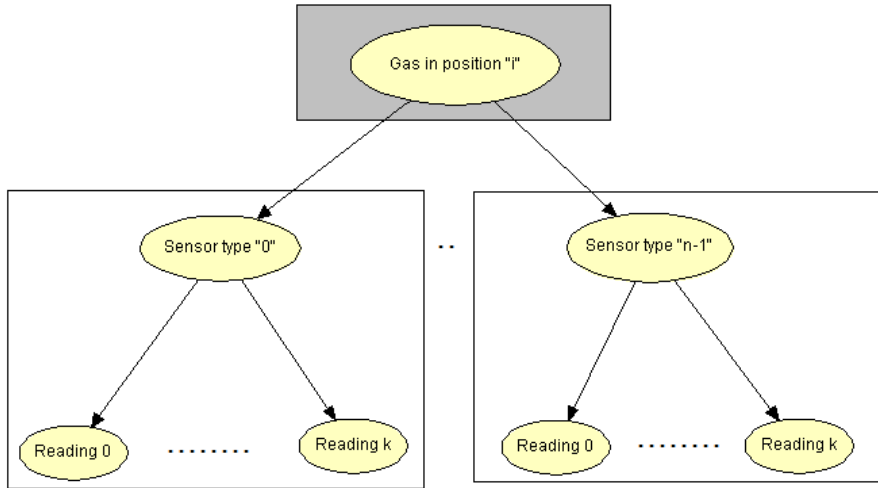 Gas in position "i"
Sensor type "0"
Sensor type "n-1"
Reading 0
Reading k
Reading 0
Reading k